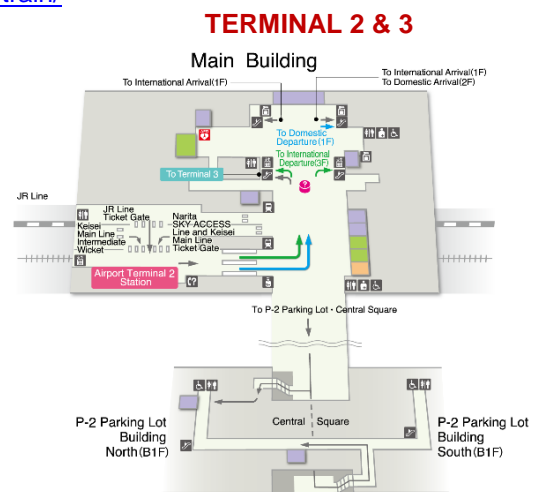 train/
TERMINAL 2 & 3
Main Building
To International Arrival(1F)
To International Arrival(1F)
To Domestic Arrival(2F)
To Domestic
Departure(1F)
To International
Departure(3F)
To Terminal 3
JR Line
JR Line
Ticket Gate
Keisei
Main Line
Intermediate
Wicket
Narita
SKY ACCESS
Line and Keisei
Main Line
Ticket Gate
Airport Terminal 2
Station
To P-2 Parking Lot・Central Square
Central Square
P-2 Parking Lot
Building
North(B1F)
P-2 Parking Lot
Building
South(B1F)